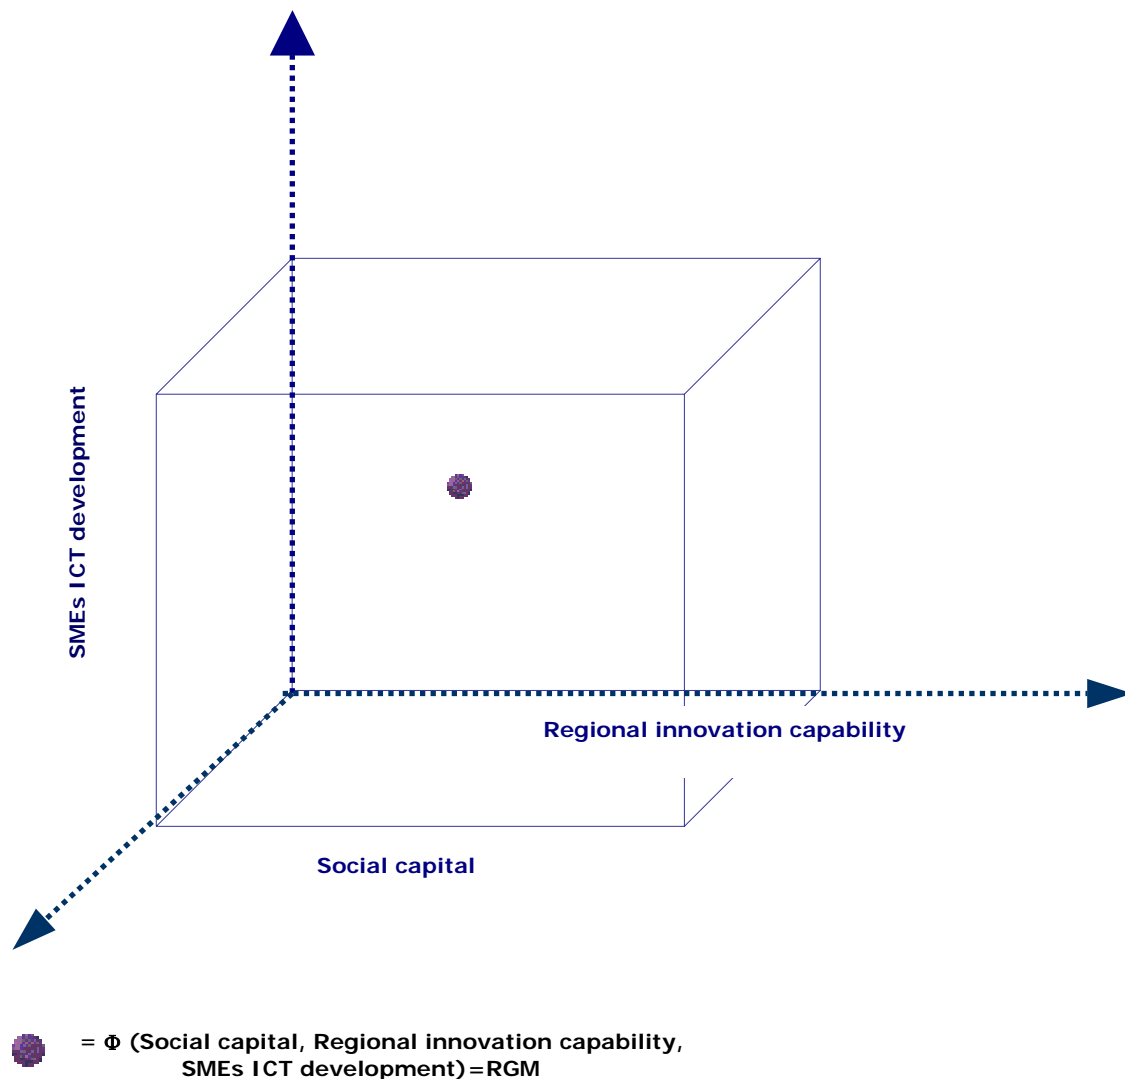 SMEs ICT development
Regional innovation capability
Social capital
= Φ (Social capital, Regional innovation capability,
SMEs ICT development)=RGM